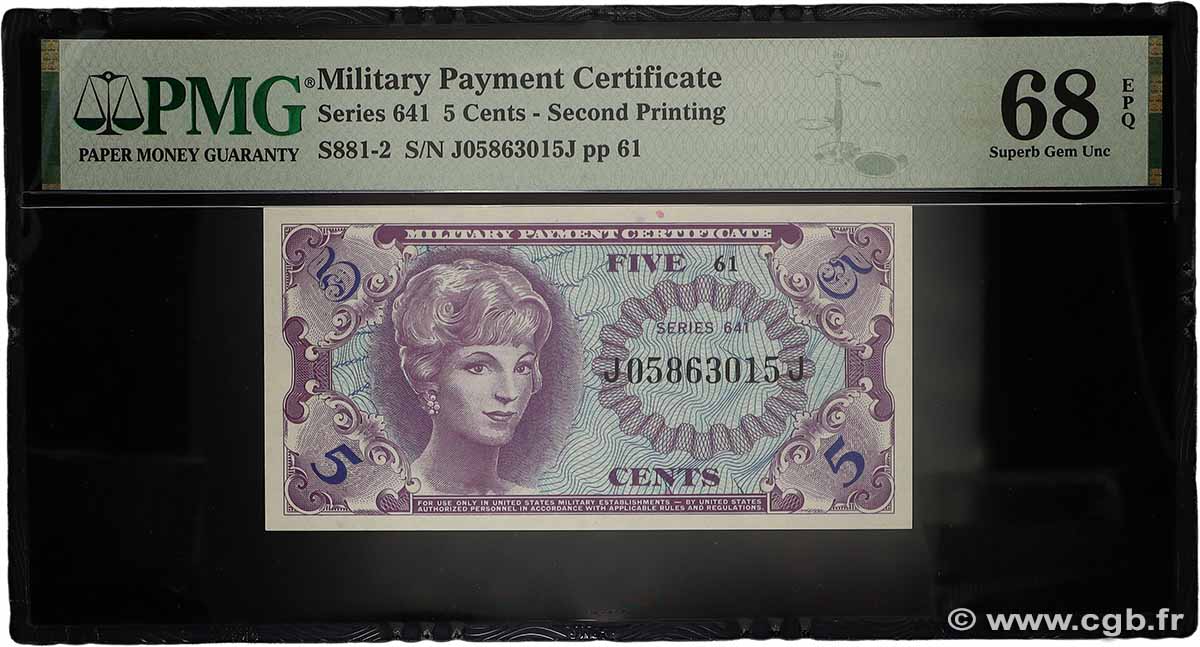 PMG®
PAPER MONEY GUARANTY
Military Payment Certificate
Series 641 5 Cents - Second Printing
S881-2 S/N J05863015J pp 61
68
EPQ
Superb Gem Unc
MILITARY PAYMENT CERTIFICATE
5
5
FIVE 61
SERIES 641
J05863015J
CENTS
5
5
FOR USE ONLY IN UNITED STATES MILITARY ESTABLISHMENTS — BY UNITED STATES
AUTHORIZED PERSONNEL IN ACCORDANCE WITH APPLICABLE RULES AND REGULATIONS.
© www.cgb.fr